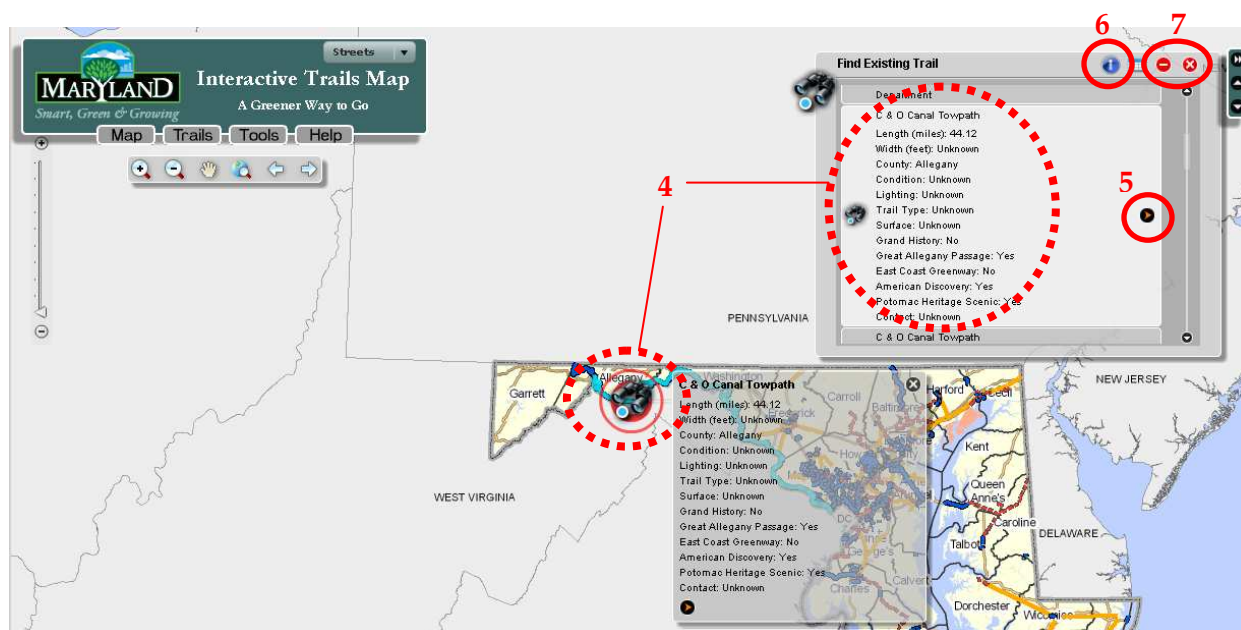 6
7
Streets
MARYLAND
Smart, Green & Growing
Interactive Trails Map
A Greener Way to Go
Map
Trails
Tools
Help
Find Existing Trail
Department
C & O Canal Towpath
Length (miles): 44.12
Width (feet): Unknown
County: Allegany
Condition: Unknown
Lighting: Unknown
Trail Type: Unknown
Surface: Unknown
Grand History: No
Great Allegany Passage: Yes
East Coast Greenway: No
American Discovery: Yes
Potomac Heritage Scenic: Yes
Contact: Unknown
C & O Canal Towpath
4
5
PENNSYLVANIA
NEW JERSEY
WEST VIRGINIA
DELAWARE
Garrett
Allegany
Washington
Frederick
Carroll
Harford
Cecil
Kent
Queen
Anne's
Caroline
Talbot
DC
George's
Calvert
Charles
Dorchester
Wicomico
C & O Canal Towpath
Length (miles): 44.12
Width (feet): Unknown
County: Allegany
Condition: Unknown
Lighting: Unknown
Trail Type: Unknown
Surface: Unknown
Grand History: No
Great Allegany Passage: Yes
East Coast Greenway: No
American Discovery: Yes
Potomac Heritage Scenic: Yes
Contact: Unknown